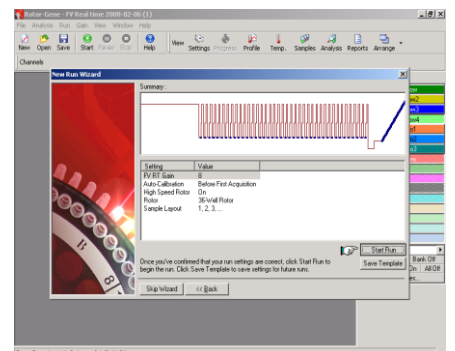 Rotor-Gene - FV Real time 2008-02-06 (1)
File Analysis Run Gain View Window Help
New Open Save Start Pause Stop Help View Settings Progress Profile Temp. Samples Analysis Reports Arrange
Channels
New Run Wizard
Summary:
Setting Value
FV RT Gain 8
Auto-Calibration Before First Acquisition
High Speed Rotor On
Rotor 36-Well Rotor
Sample Layout 1, 2, 3, ...
Once you've confirmed that your run settings are correct, click Start Run to
begin the run. Click Save Template to save settings for future runs.
Start Run
Save Template
Skip Wizard << Back
Bank Off
On All Off